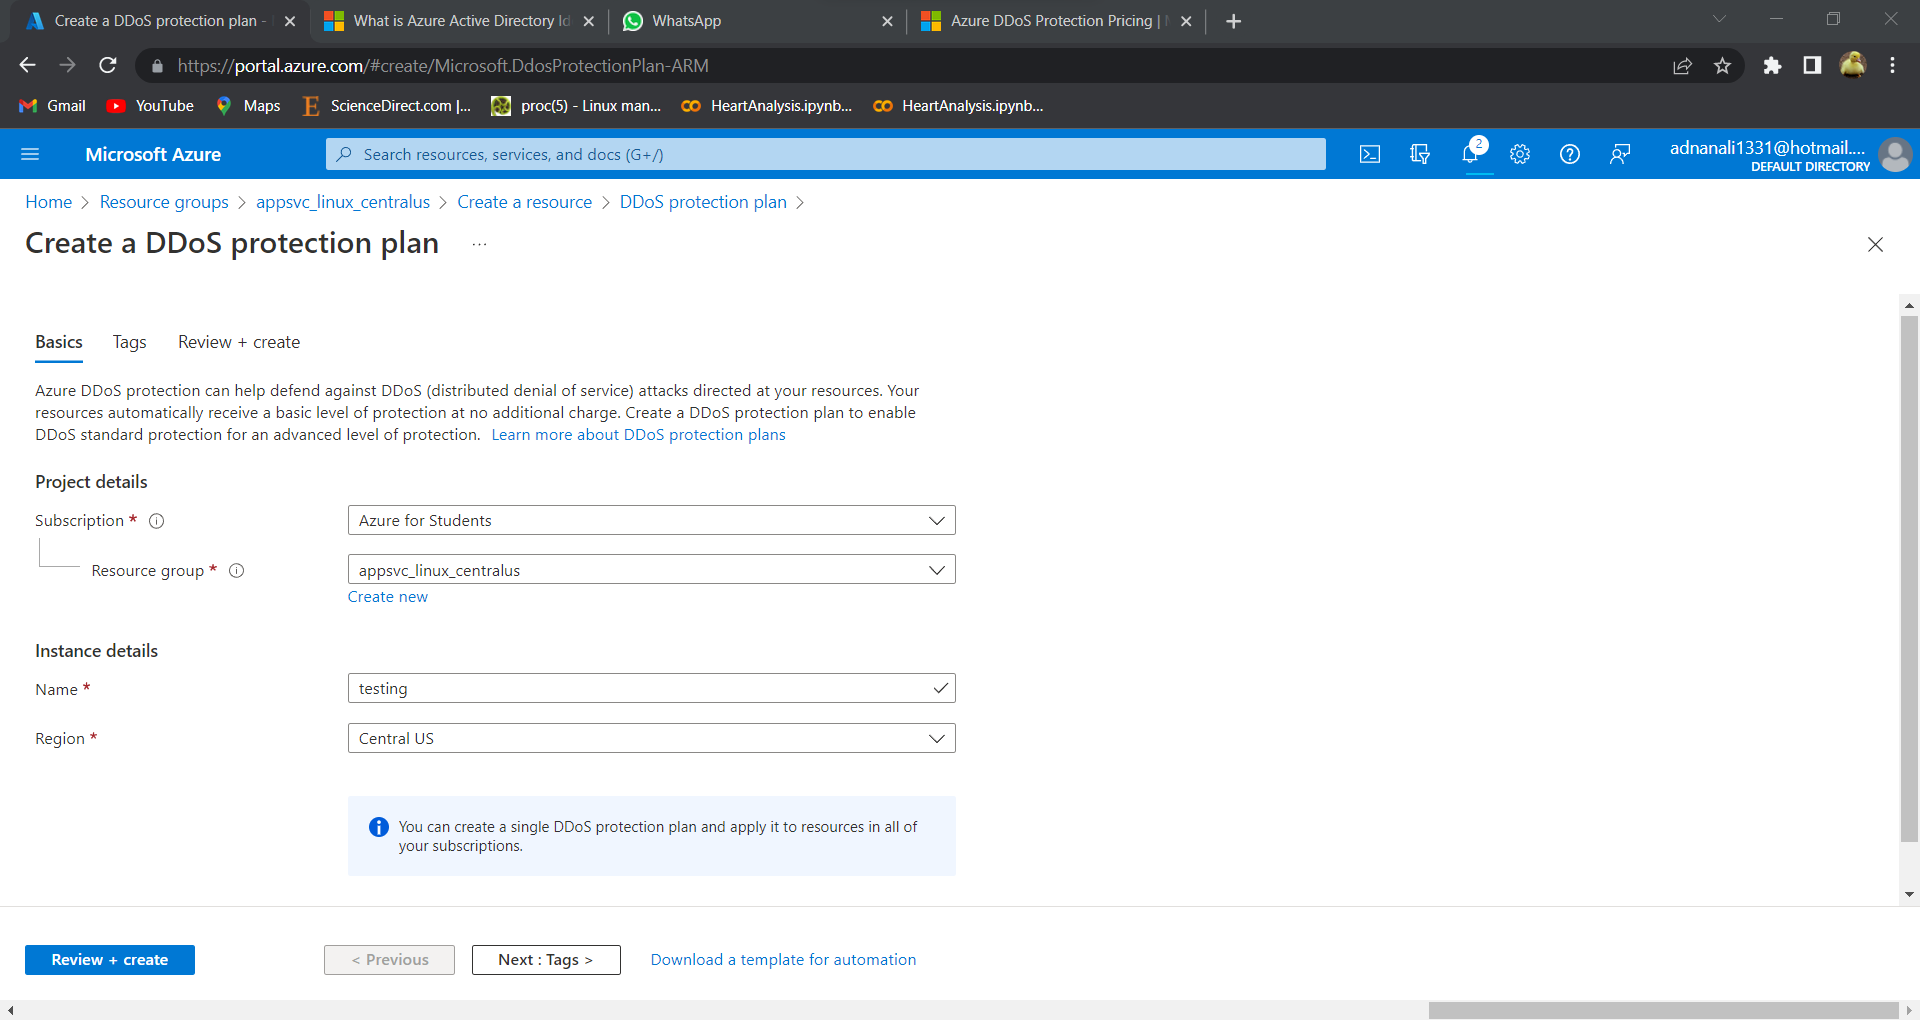 Create a DDoS protection plan -
What is Azure Active Directory Id
WhatsApp
Azure DDoS Protection Pricing |
https://portal.azure.com/#create/Microsoft.DdosProtectionPlan-ARM
Gmail
YouTube
Maps
ScienceDirect.com |...
proc(5) - Linux man...
HeartAnalysis.ipynb...
HeartAnalysis.ipynb...
Microsoft Azure
Search resources, services, and docs (G+/)
2
adnanali1331@hotmail....
DEFAULT DIRECTORY
Home > Resource groups > appsvc_linux_centralus > Create a resource > DDoS protection plan >
Create a DDoS protection plan ...
Basics
Tags
Review + create
Azure DDoS protection can help defend against DDoS (distributed denial of service) attacks directed at your resources. Your
resources automatically receive a basic level of protection at no additional charge. Create a DDoS protection plan to enable
DDoS standard protection for an advanced level of protection. Learn more about DDoS protection plans
Project details
Subscription *
Azure for Students
Resource group *
appsvc_linux_centralus
Create new
Instance details
Name *
testing
Region *
Central US
You can create a single DDoS protection plan and apply it to resources in all of
your subscriptions.
Review + create
< Previous
Next : Tags >
Download a template for automation